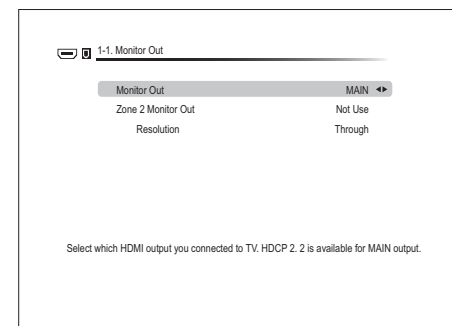 1-1. Monitor Out
Monitor Out MAIN
Zone 2 Monitor Out Not Use
Resolution Through
Select which HDMI output you connected to TV. HDCP 2. 2 is available for MAIN output.